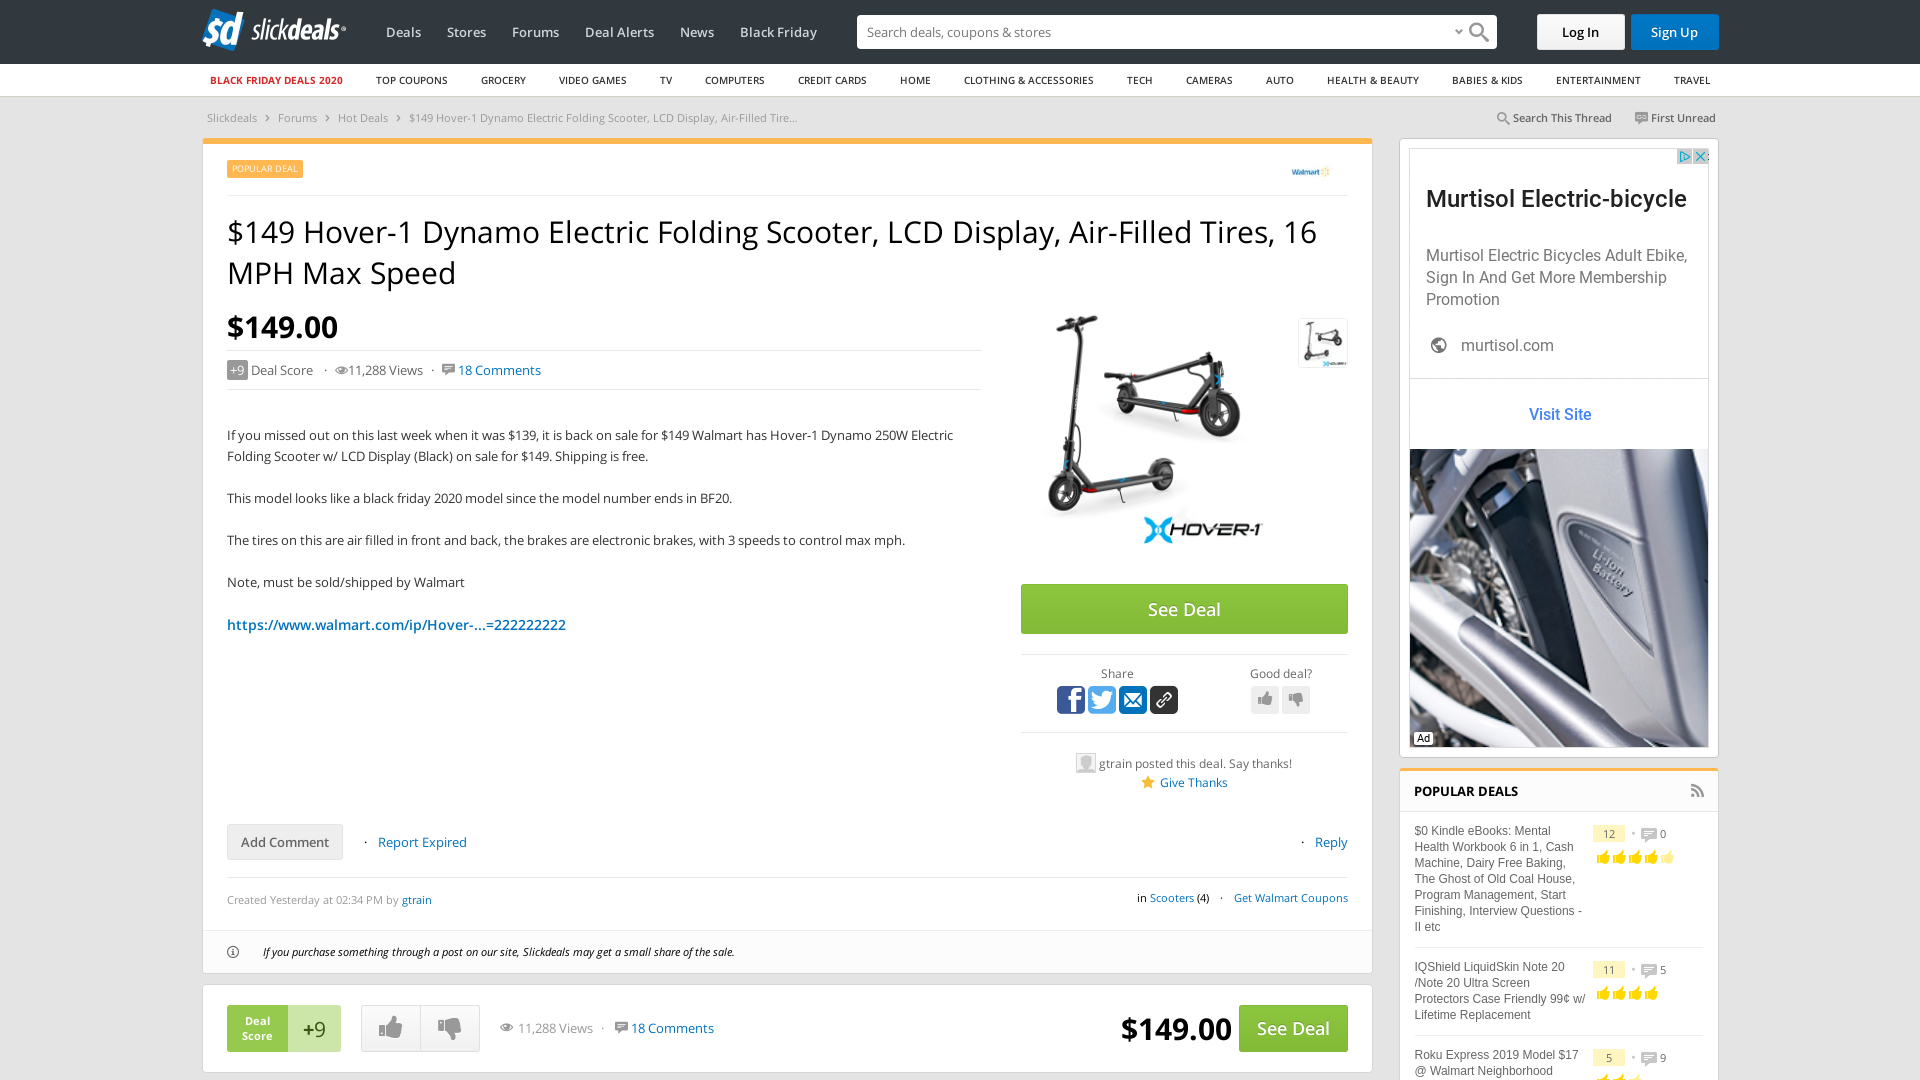 slickdeals
Deals
Stores
Forums
Deal Alerts
News
Black Friday
Search deals, coupons & stores
Log In
Sign Up
BLACK FRIDAY DEALS 2020
TOP COUPONS
GROCERY
VIDEO GAMES
TV
COMPUTERS
CREDIT CARDS
HOME
CLOTHING & ACCESSORIES
TECH
CAMERAS
AUTO
HEALTH & BEAUTY
BABIES & KIDS
ENTERTAINMENT
TRAVEL
Slickdeals > Forums > Hot Deals > $149 Hover-1 Dynamo Electric Folding Scooter, LCD Display, Air-Filled Tire...
Search This Thread
First Unread
POPULAR DEAL
Walmart
$149 Hover-1 Dynamo Electric Folding Scooter, LCD Display, Air-Filled Tires, 16
MPH Max Speed
$149.00
+9 Deal Score · 11,288 Views · 18 Comments
If you missed out on this last week when it was $139, it is back on sale for $149 Walmart has Hover-1 Dynamo 250W Electric
Folding Scooter w/ LCD Display (Black) on sale for $149. Shipping is free.
This model looks like a black friday 2020 model since the model number ends in BF20.
The tires on this are air filled in front and back, the brakes are electronic brakes, with 3 speeds to control max mph.
Note, must be sold/shipped by Walmart
https://www.walmart.com/ip/Hover-...=222222222
HOVER-1
See Deal
Share
Good deal?
gtrain posted this deal. Say thanks!
Give Thanks
Add Comment
· Report Expired
· Reply
Created Yesterday at 02:34 PM by gtrain
in Scooters (4) · Get Walmart Coupons
If you purchase something through a post on our site, Slickdeals may get a small share of the sale.
Deal
Score
+9
11,288 Views · 18 Comments
$149.00
See Deal
Murtisol Electric-bicycle
Murtisol Electric Bicycles Adult Ebike,
Sign In And Get More Membership
Promotion
murtisol.com
Visit Site
Li-ion
Battery
Ad
POPULAR DEALS
$0 Kindle eBooks: Mental
Health Workbook 6 in 1, Cash
Machine, Dairy Free Baking,
The Ghost of Old Coal House,
Program Management, Start
Finishing, Interview Questions -
II etc
12 • 0
IQShield LiquidSkin Note 20
/Note 20 Ultra Screen
Protectors Case Friendly 99¢ w/
Lifetime Replacement
11 • 5
Roku Express 2019 Model $17
@ Walmart Neighborhood
5 • 9